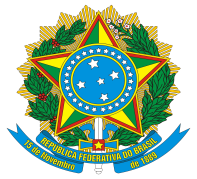 REPÚBLICA FEDERATIVA DO BRASIL
15 de Novembro
de 1889